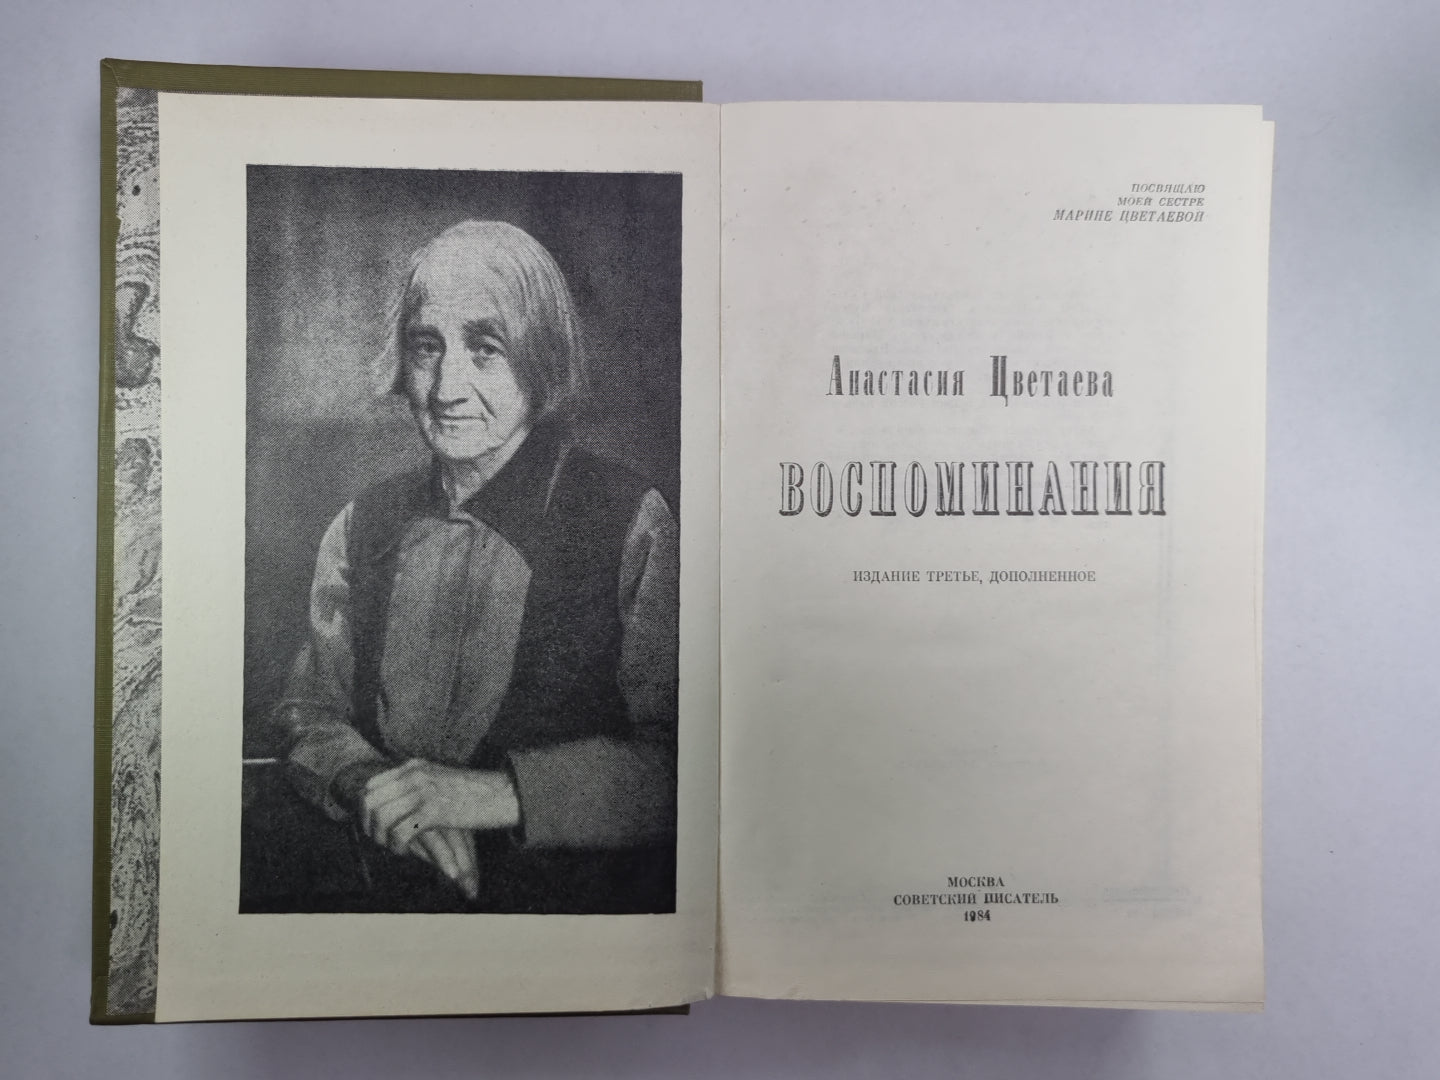 ПОСВЯЩАЮ
МОЕЙ СЕСТРЕ
МАРИНЕ ЦВЕТАЕВОЙ
Анастасия Цветаева
ВОСПОМИНАНИЯ
ИЗДАНИЕ ТРЕТЬЕ, ДОПОЛНЕННОЕ
МОСКВА
СОВЕТСКИЙ ПИСАТЕЛЬ
1984